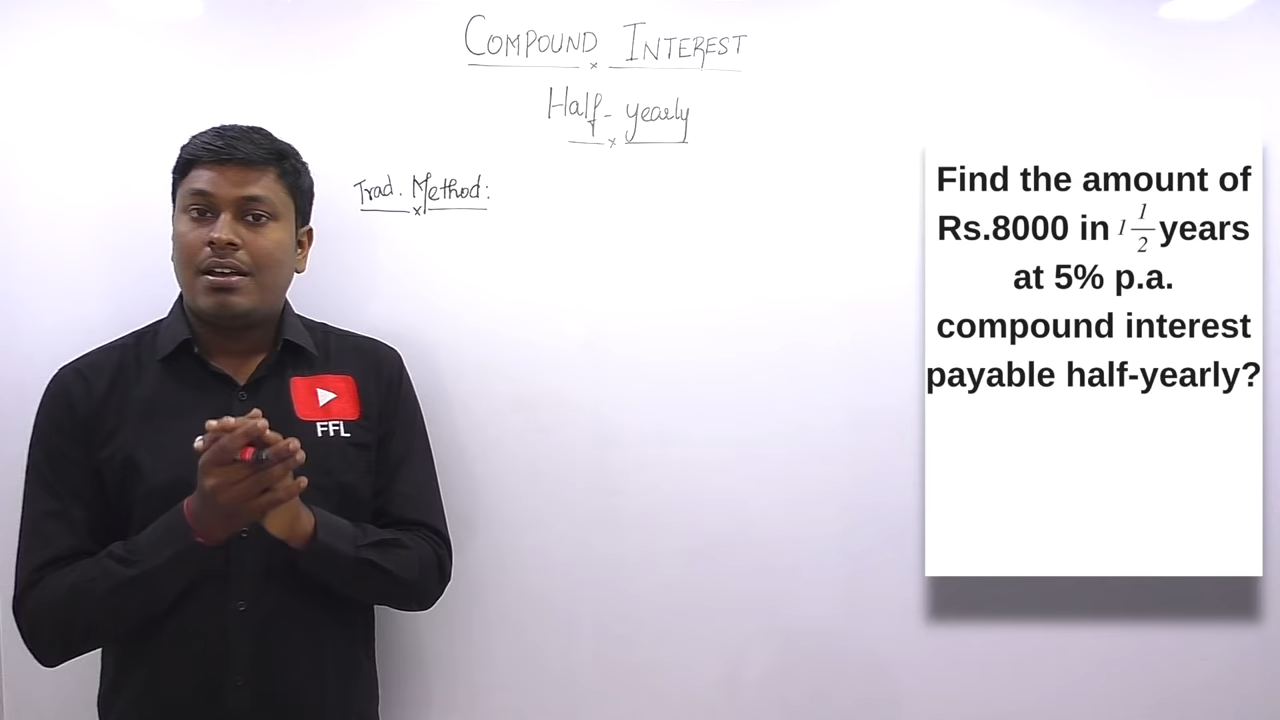 COMPOUND INTEREST
Half-yearly
Trad. Method:
FFL
Find the amount of
Rs.8000 in 1 1/2 years
at 5% p.a.
compound interest
payable half-yearly?